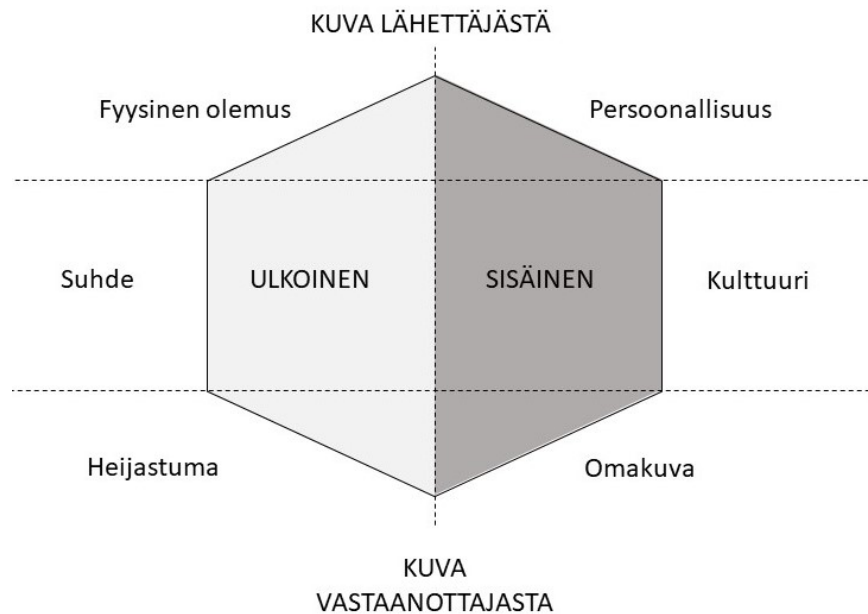 KUVA LÄHETTÄJÄSTÄ
Fyysinen olemus
Persoonallisuus
Suhde
ULKOINEN
SISÄINEN
Kulttuuri
Heijastuma
Omakuva
KUVA
VASTAANOTTAJASTA